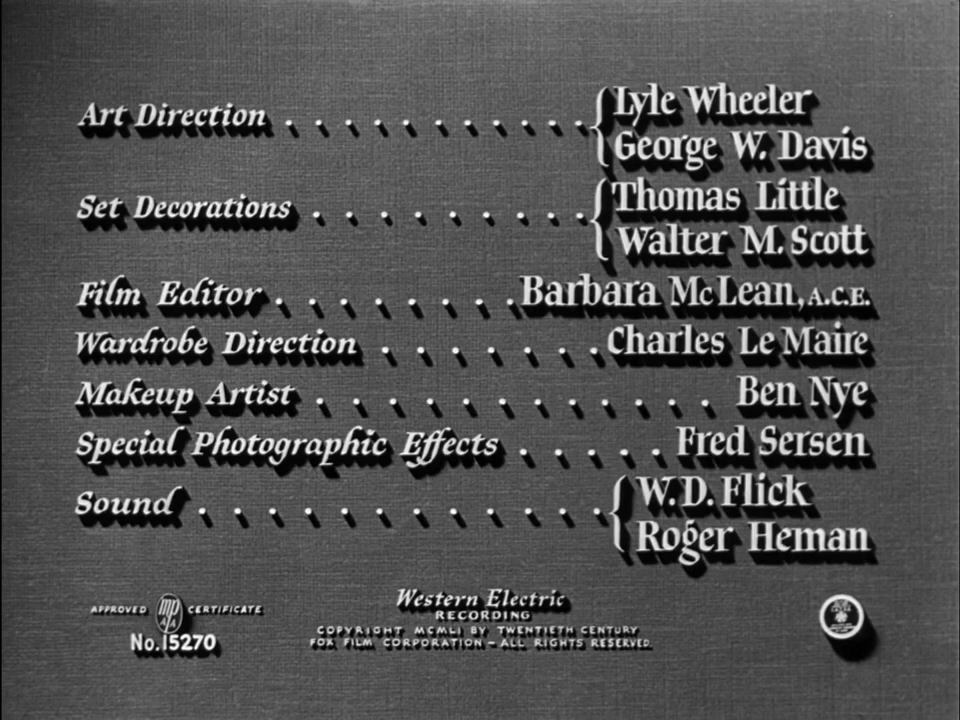 Art Direction . . . . . . . . . . . { Lyle Wheeler
George W. Davis
Set Decorations . . . . . . . . . { Thomas Little
Walter M. Scott
Film Editor . . . . . . . . Barbara McLean, A.C.E.
Wardrobe Direction . . . . . . . Charles Le Maire
Makeup Artist . . . . . . . . . . . . Ben Nye
Special Photographic Effects . . . . . Fred Sersen
Sound . . . . . . . . . . . . { W.D. Flick
Roger Heman
APPROVED MPAA CERTIFICATE
No. 15270
Western Electric
RECORDING
COPYRIGHT MCMLI BY TWENTIETH CENTURY
FOX FILM CORPORATION – ALL RIGHTS RESERVED.